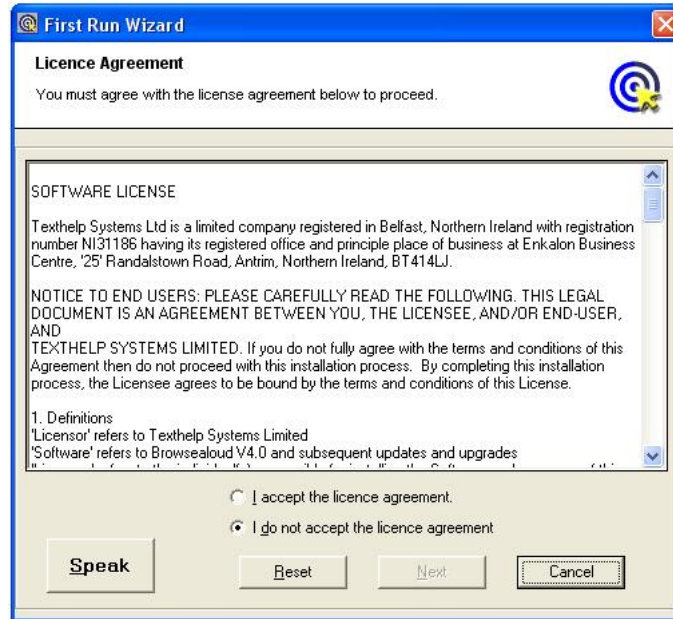 First Run Wizard
Licence Agreement
You must agree with the license agreement below to proceed.
SOFTWARE LICENSE
Texthelp Systems Ltd is a limited company registered in Belfast, Northern Ireland with registration
number NI31186 having its registered office and principle place of business at Enkalon Business
Centre, '25' Randalstown Road, Antrim, Northern Ireland, BT414LJ.
NOTICE TO END USERS: PLEASE CAREFULLY READ THE FOLLOWING. THIS LEGAL
DOCUMENT IS AN AGREEMENT BETWEEN YOU, THE LICENSEE, AND/OR END-USER,
AND
TEXTHELP SYSTEMS LIMITED. If you do not fully agree with the terms and conditions of this
Agreement then do not proceed with this installation process. By completing this installation
process, the Licensee agrees to be bound by the terms and conditions of this License.
1. Definitions
'Licensor' refers to Texthelp Systems Limited
'Software' refers to Browsealoud V4.0 and subsequent updates and upgrades
I accept the licence agreement.
I do not accept the licence agreement
Speak
Reset
Next
Cancel